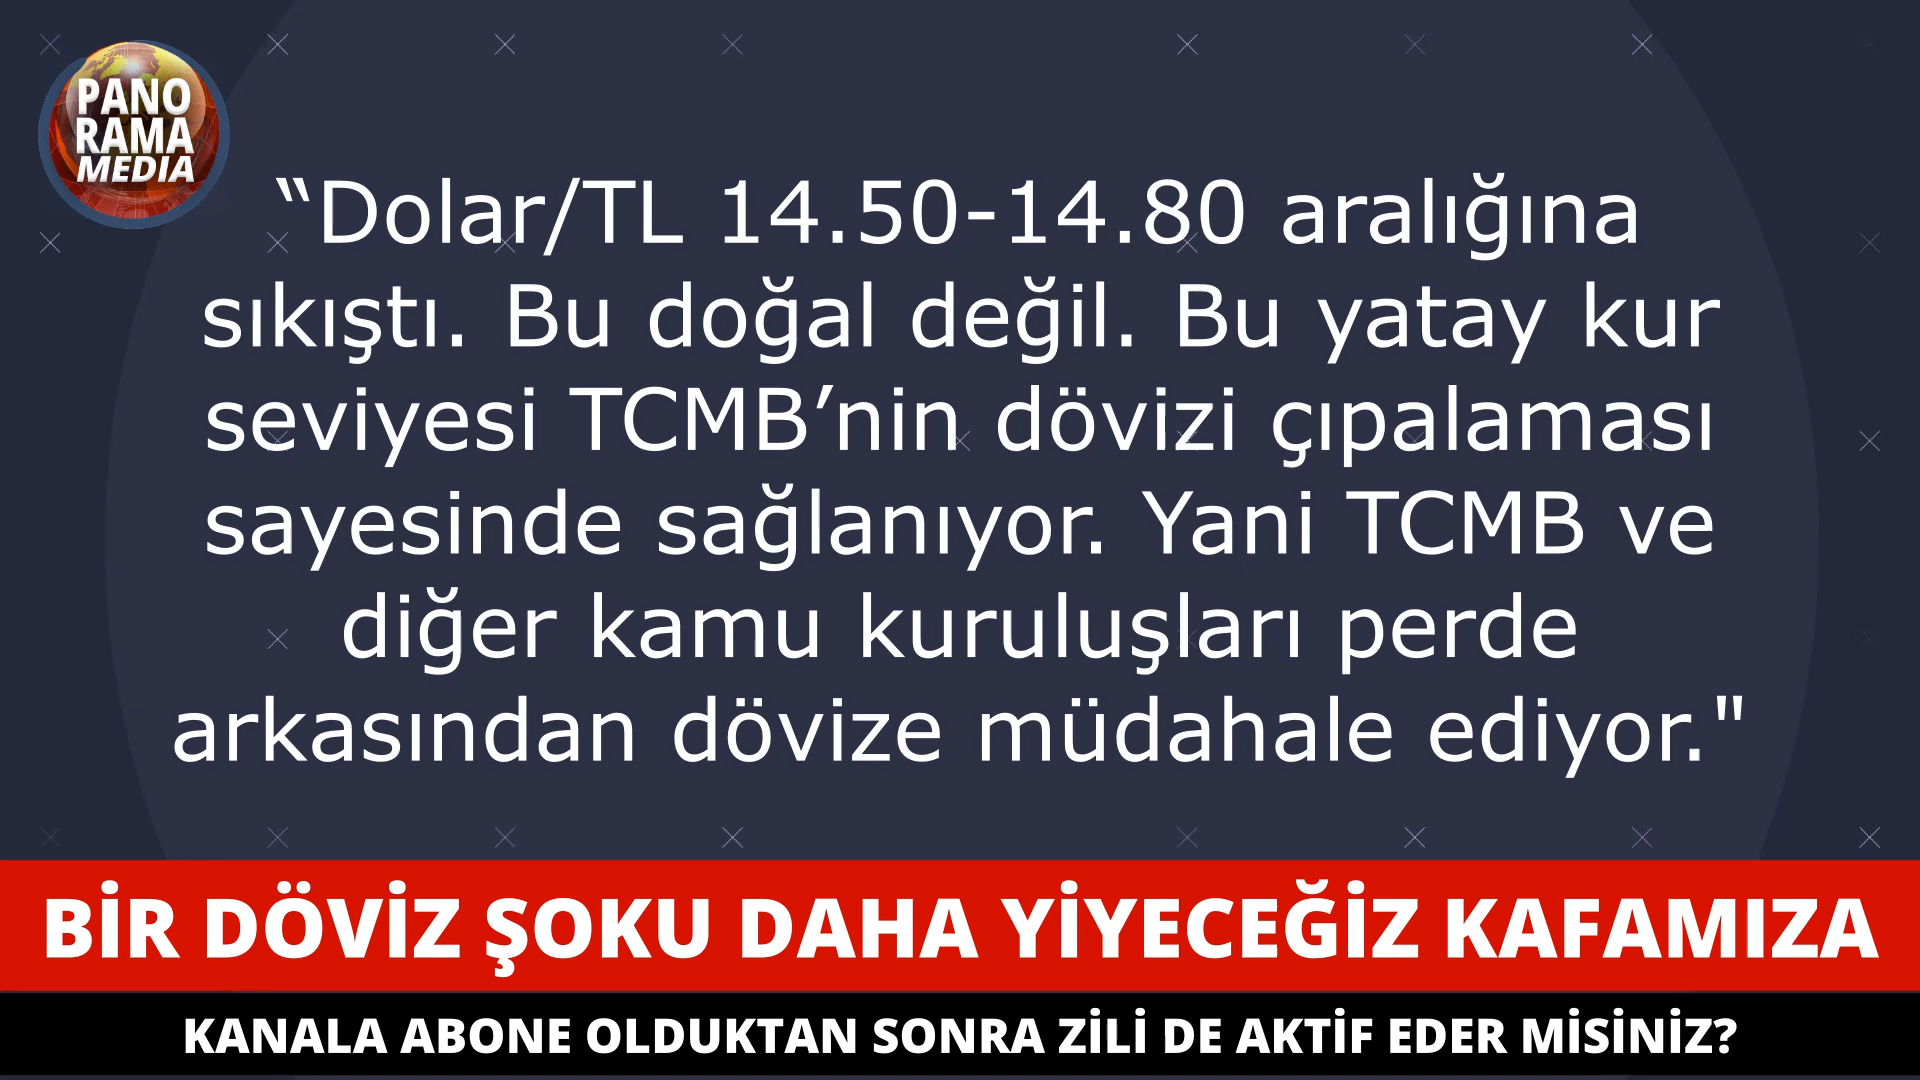 PANO
RAMA
MEDIA
“Dolar/TL 14.50-14.80 aralığına
sıkıştı. Bu doğal değil. Bu yatay kur
seviyesi TCMB’nin dövizi çıpalaması
sayesinde sağlanıyor. Yani TCMB ve
diğer kamu kuruluşları perde
arkasından dövize müdahale ediyor."
BİR DÖVİZ ŞOKU DAHA YİYECEĞİZ KAFAMIZA
KANALA ABONE OLDUKTAN SONRA ZİLİ DE AKTİF EDER MİSİNİZ?